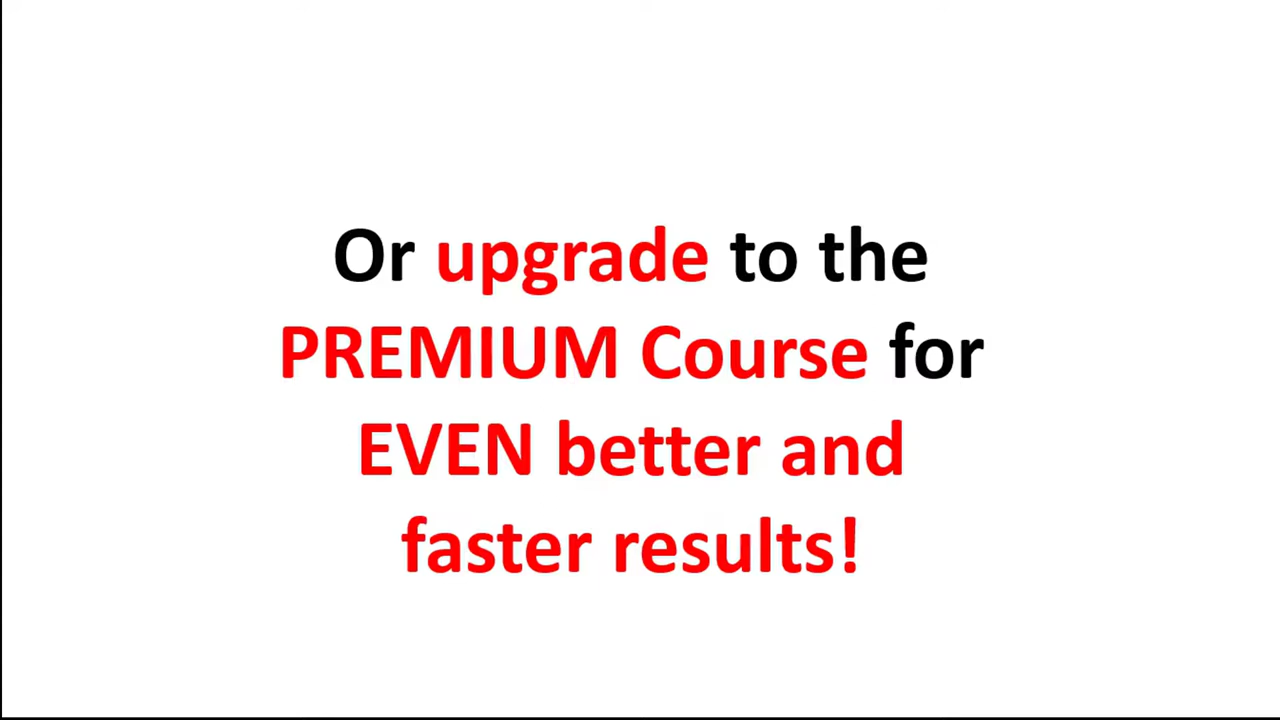 Or upgrade to the
PREMIUM Course for
EVEN better and
faster results!